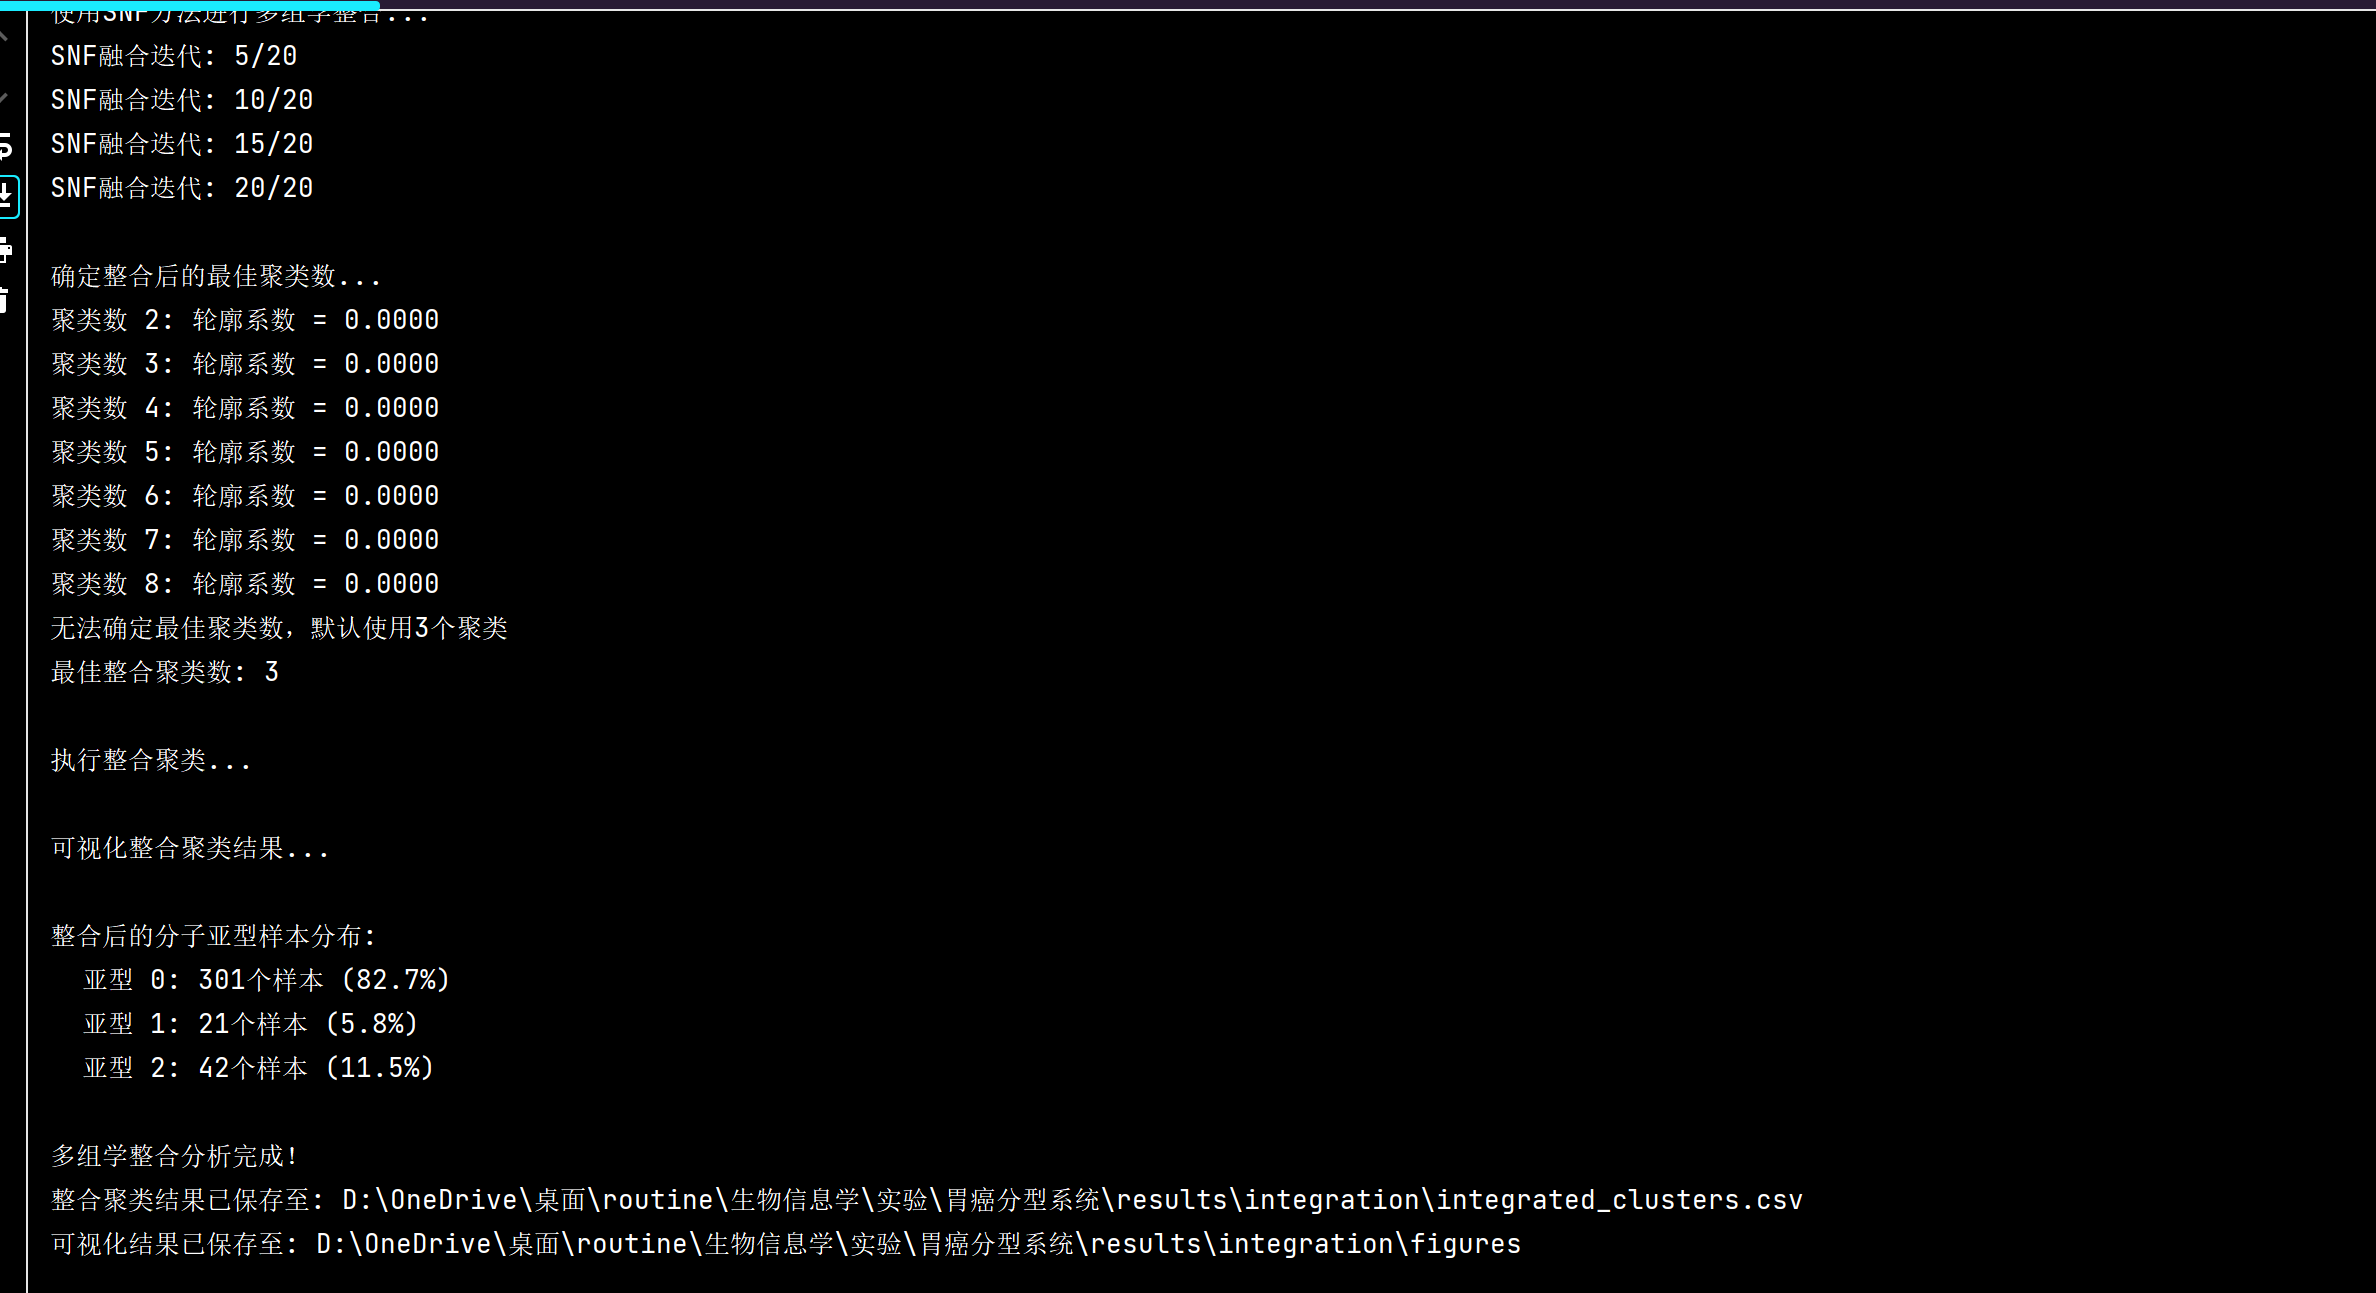 使用SNF方法进行多组学整合...
SNF融合迭代: 5/20
SNF融合迭代: 10/20
SNF融合迭代: 15/20
SNF融合迭代: 20/20
确定整合后的最佳聚类数...
聚类数 2: 轮廓系数 = 0.0000
聚类数 3: 轮廓系数 = 0.0000
聚类数 4: 轮廓系数 = 0.0000
聚类数 5: 轮廓系数 = 0.0000
聚类数 6: 轮廓系数 = 0.0000
聚类数 7: 轮廓系数 = 0.0000
聚类数 8: 轮廓系数 = 0.0000
无法确定最佳聚类数，默认使用3个聚类
最佳整合聚类数: 3
执行整合聚类...
可视化整合聚类结果...
整合后的分子亚型样本分布:
亚型 0: 301个样本 (82.7%)
亚型 1: 21个样本 (5.8%)
亚型 2: 42个样本 (11.5%)
多组学整合分析完成!
整合聚类结果已保存至: D:\OneDrive\桌面\routine\生物信息学\实验\胃癌分型系统\results\integration\integrated_clusters.csv
可视化结果已保存至: D:\OneDrive\桌面\routine\生物信息学\实验\胃癌分型系统\results\integration\figures